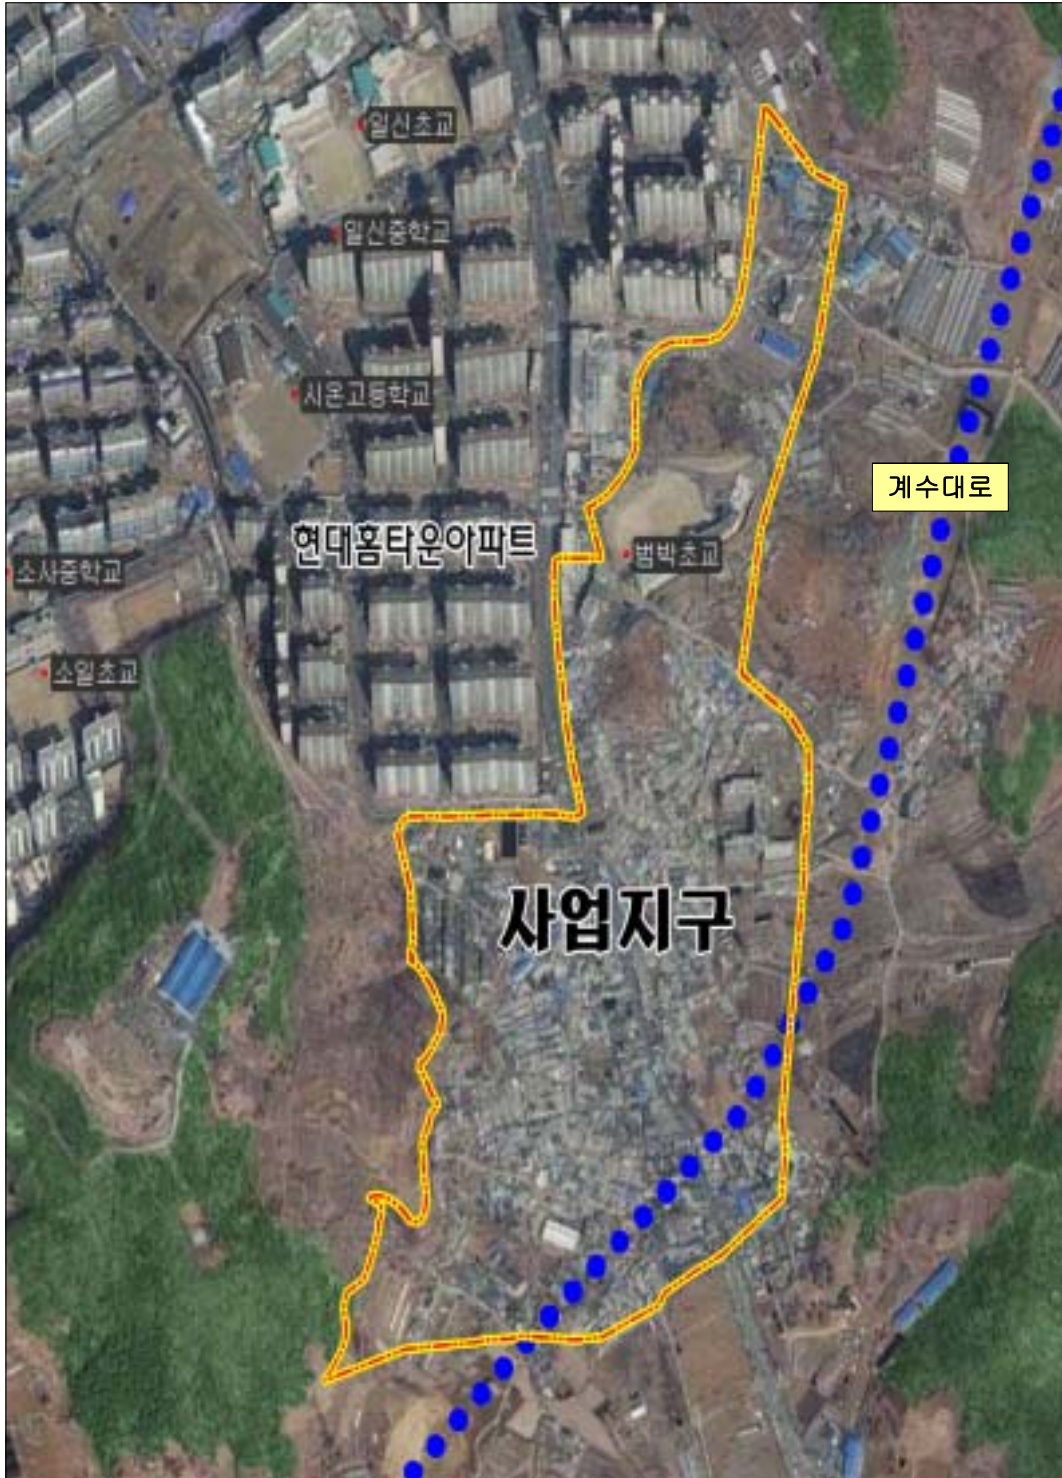 일신초교
일신중학교
시온고등학교
계수대로
현대홈타운아파트
범박초교
소사중학교
소일초교
사업지구